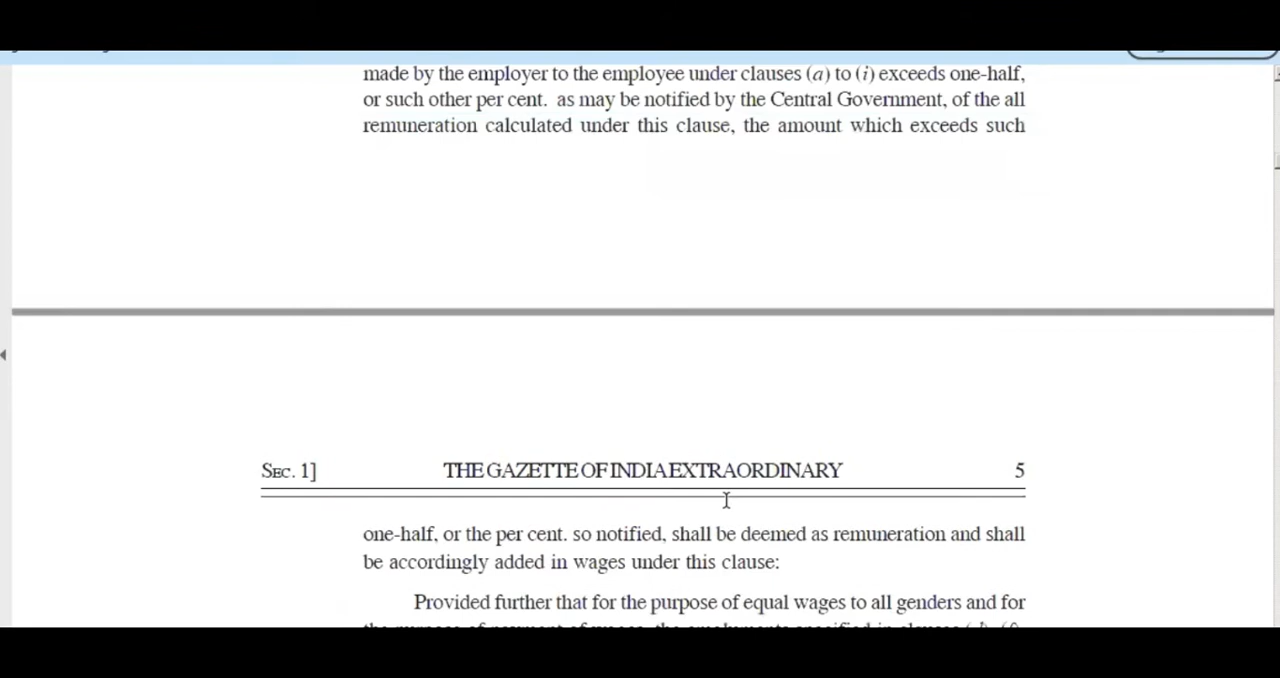 made by the employer to the employee under clauses (a) to (i) exceeds one-half,
or such other per cent. as may be notified by the Central Government, of the all
remuneration calculated under this clause, the amount which exceeds such
SEC. 1] THE GAZETTE OF INDIA EXTRAORDINARY 5
one-half, or the per cent. so notified, shall be deemed as remuneration and shall
be accordingly added in wages under this clause:
Provided further that for the purpose of equal wages to all genders and for